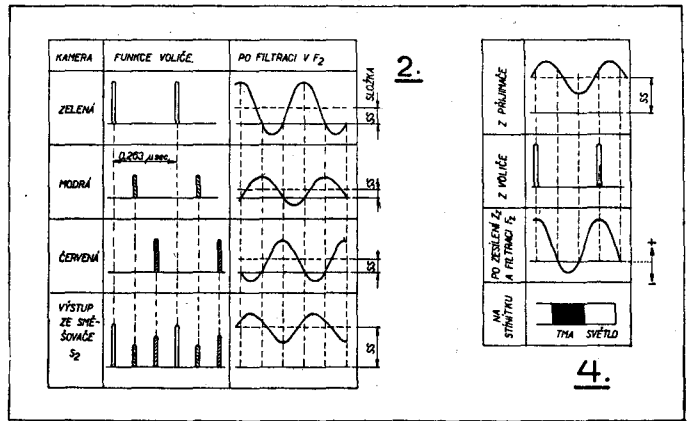 2.
KAMERA
FUNKCE VOLIČE.
PO FILTRACI V F2
ZELENÁ
SS SLOŽKA
MODRÁ
0,263 μsec.
SS
ČERVENÁ
SS
VÝSTUP
ZE SMĚ-
ŠOVAČE
S2
SS
Z PŘIJIMAČE
SS
Z VOLIČE
PO ZESÍLENÍ Z2
A FILTRACI F2
+
-
NA
STÍNÍTKU
TMA SVĚTLO
4.